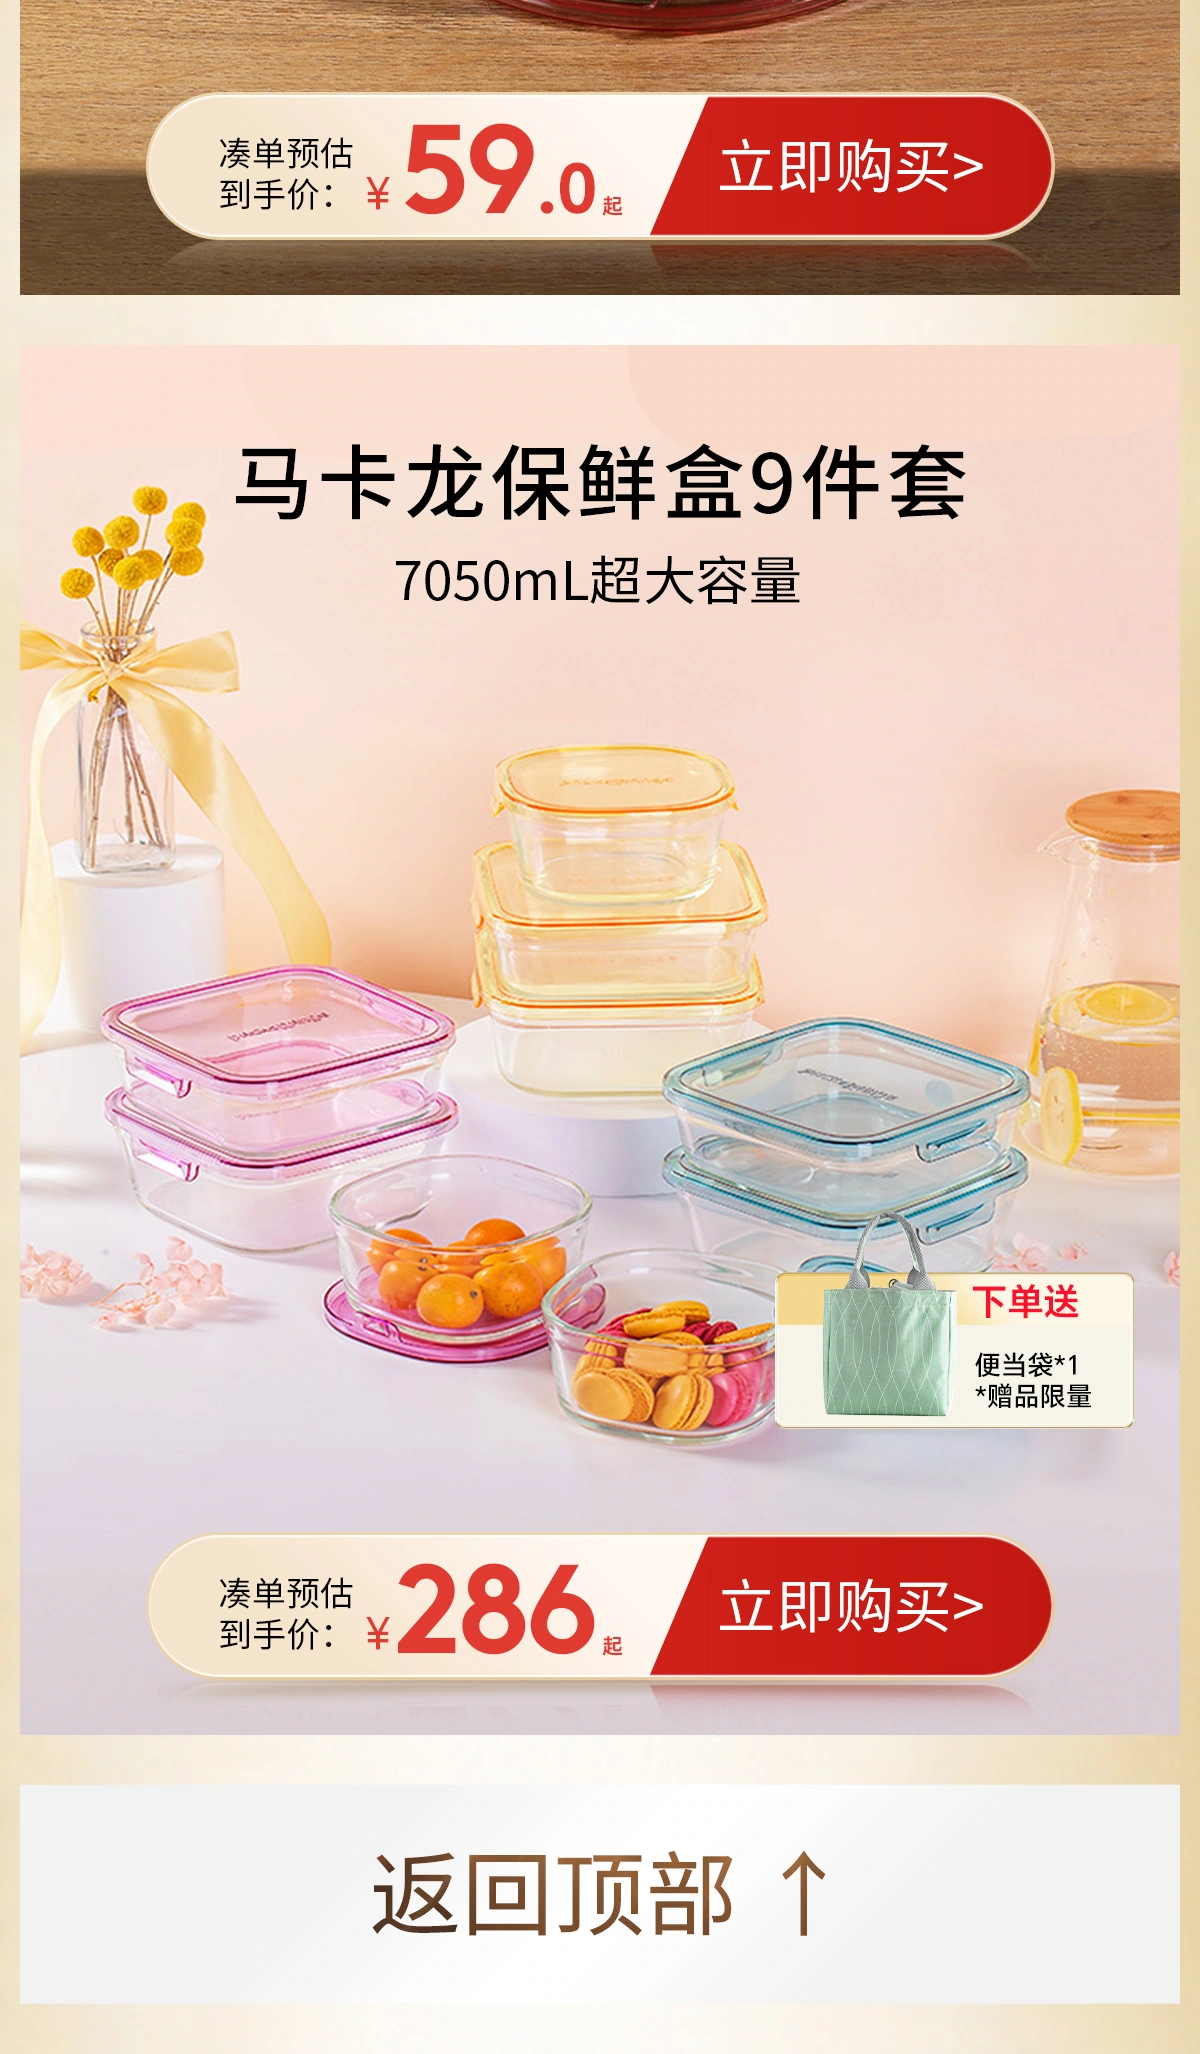 凑单预估
到手价：
¥59.0起
立即购买>
马卡龙保鲜盒9件套
7050mL超大容量
下单送
便当袋*1
*赠品限量
凑单预估
到手价：
¥286起
立即购买>
返回顶部 ↑